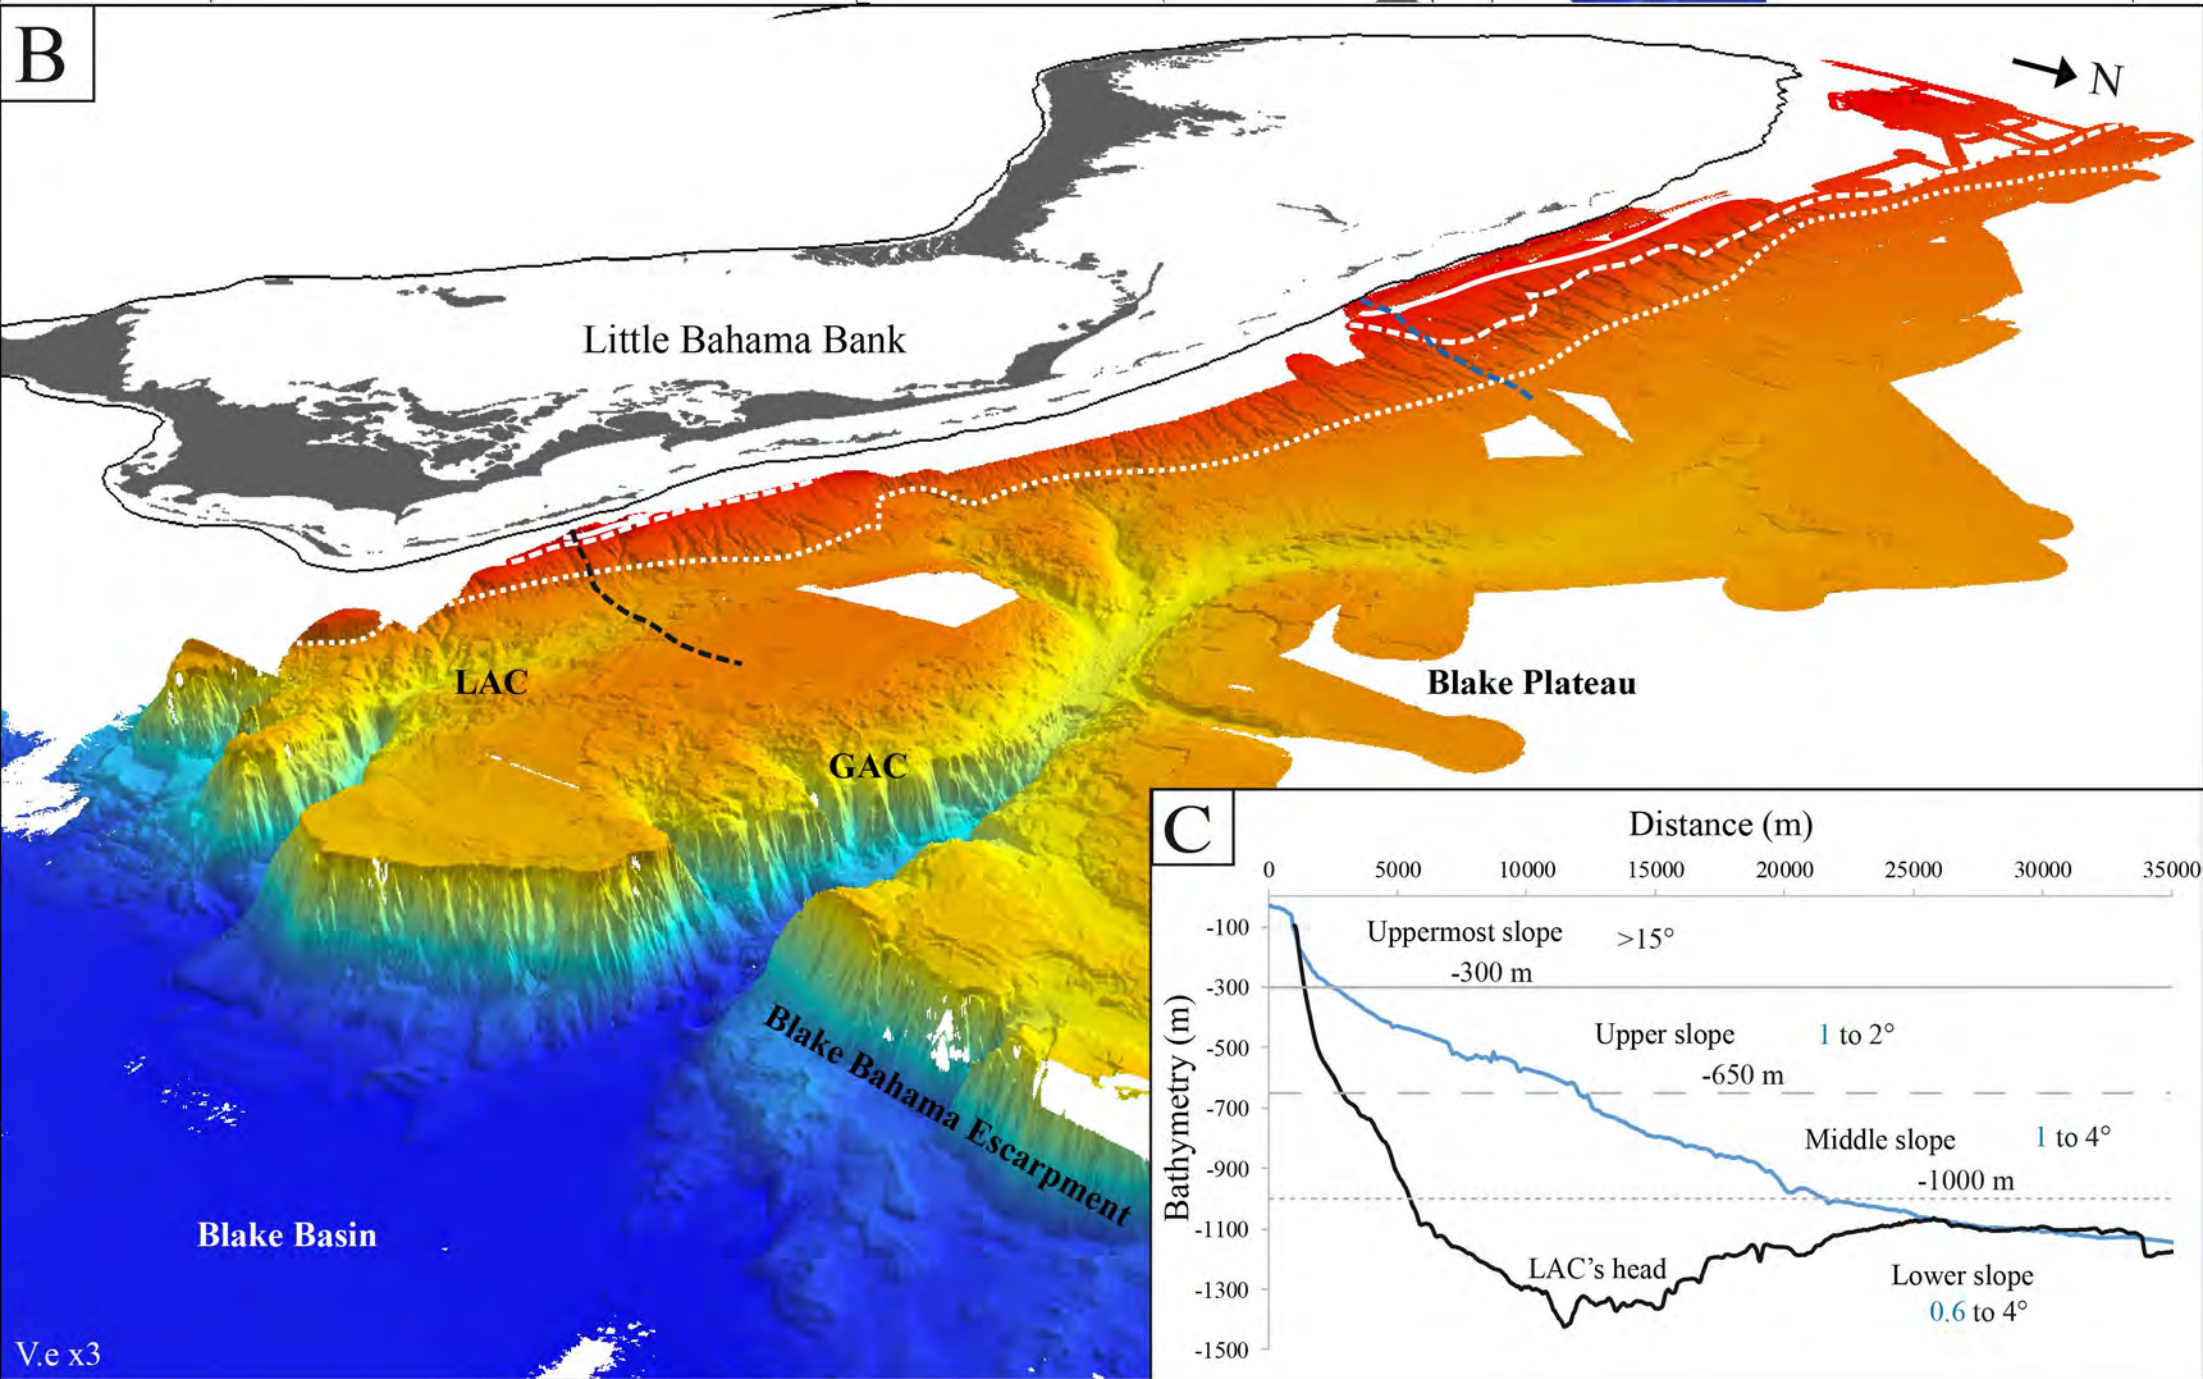 B
N
Little Bahama Bank
LAC
Blake Plateau
GAC
Blake Bahama Escarpment
Blake Basin
V.e x3
C
Distance (m)
0 5000 10000 15000 20000 25000 30000 35000
Bathymetry (m)
-100
-300
-500
-700
-900
-1100
-1300
-1500
Uppermost slope >15°
-300 m
Upper slope 1 to 2°
-650 m
Middle slope 1 to 4°
-1000 m
LAC's head
Lower slope
0.6 to 4°